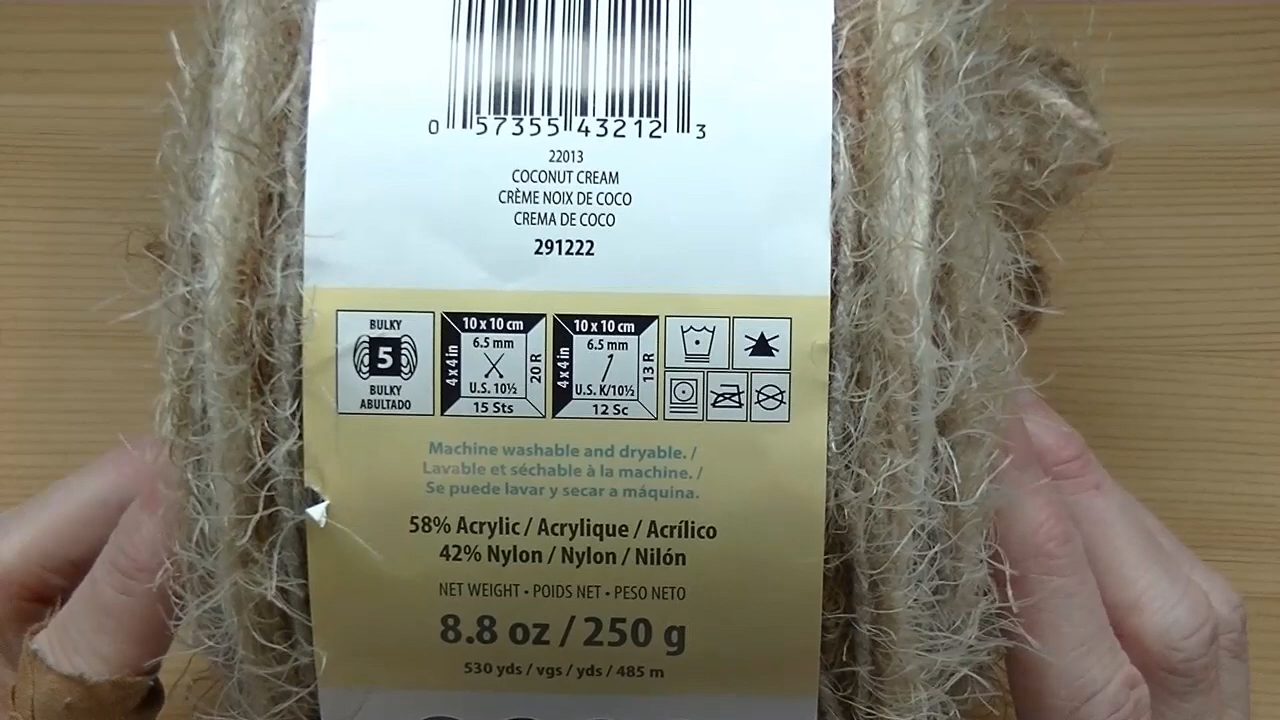 0 57355 43212 3
22013
COCONUT CREAM
CRÈME NOIX DE COCO
CREMA DE COCO
291222
BULKY
5
BULKY
ABULTADO
10 x 10 cm
4 x 4 in
6.5 mm
U.S. 10½
20 R
15 Sts
10 x 10 cm
4 x 4 in
6.5 mm
U.S. K/10½
13 R
12 Sc
Machine washable and dryable. /
Lavable et séchable à la machine. /
Se puede lavar y secar a máquina.
58% Acrylic / Acrylique / Acrílico
42% Nylon / Nylon / Nilón
NET WEIGHT • POIDS NET • PESO NETO
8.8 oz / 250 g
530 yds / vgs / yds / 485 m